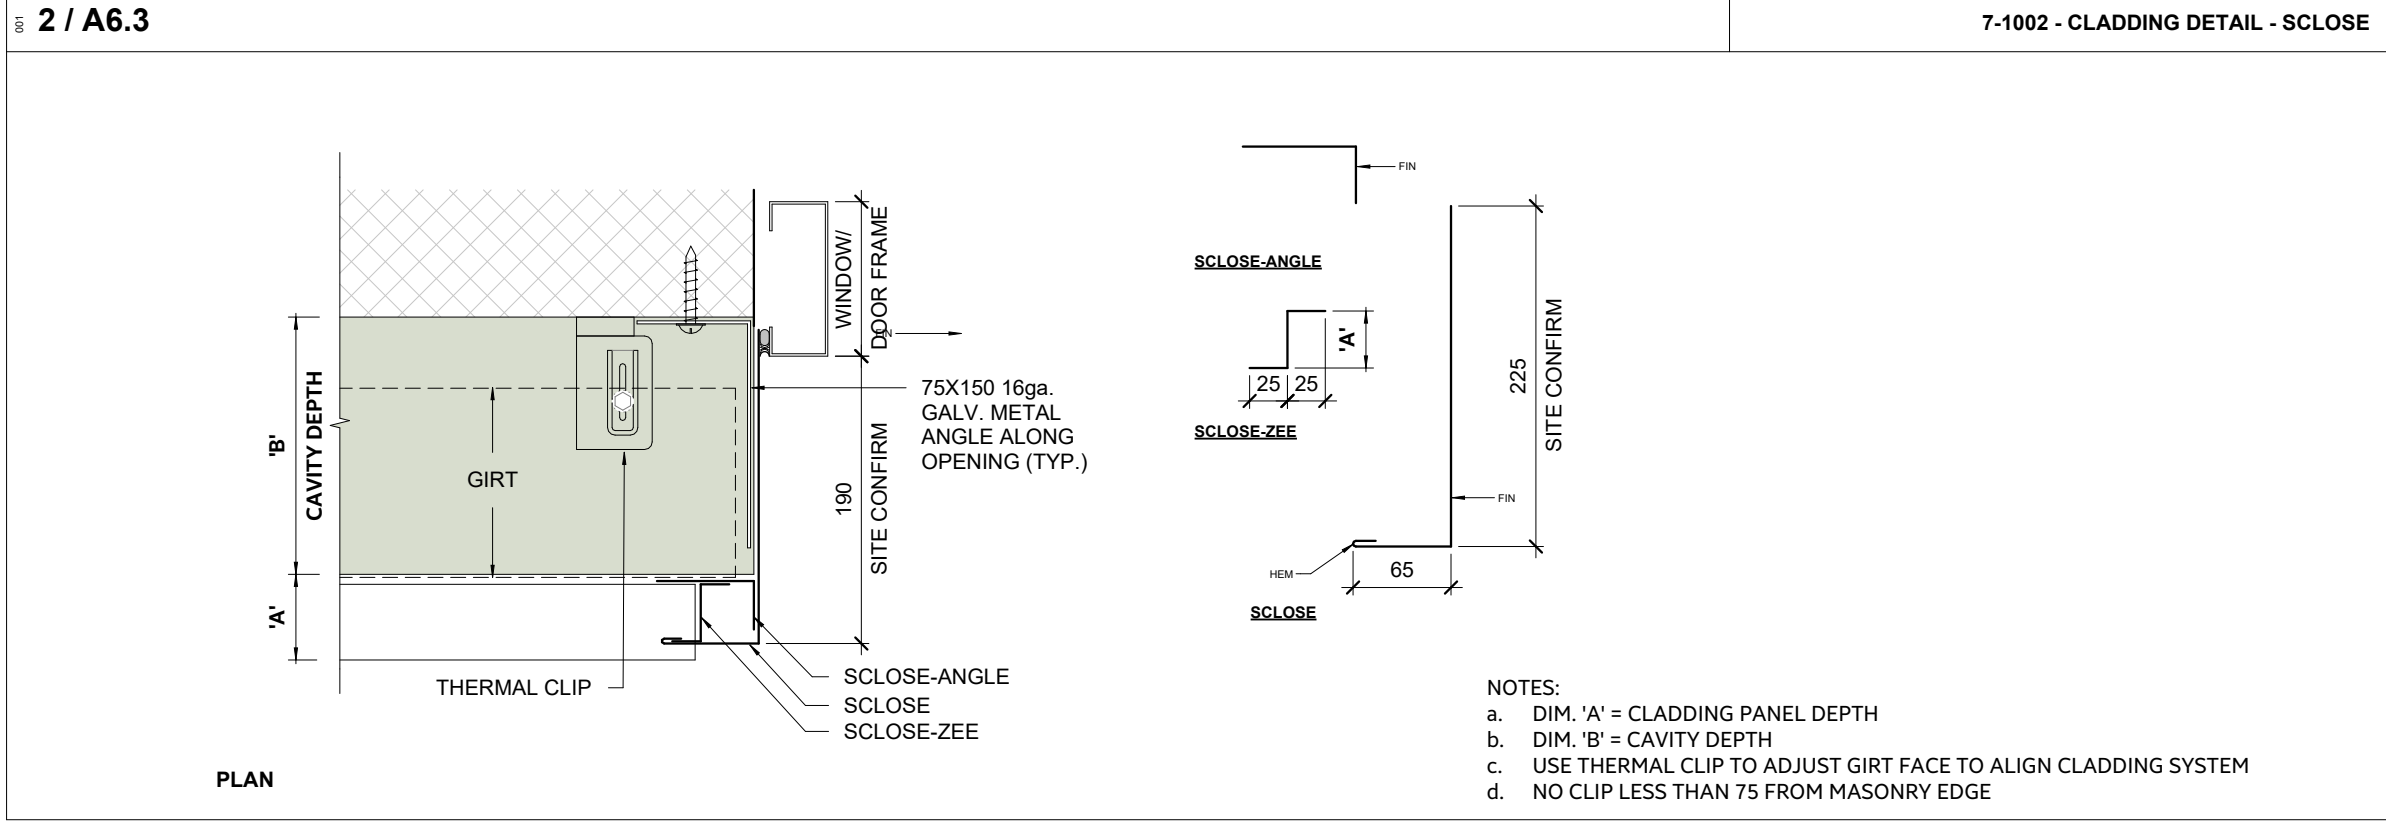 001
2 / A6.3
7-1002 - CLADDING DETAIL - SCLOSE
'B'
CAVITY DEPTH
'A'
GIRT
THERMAL CLIP
WINDOW/
DOOR FRAME
190
SITE CONFIRM
75X150 16ga.
GALV. METAL
ANGLE ALONG
OPENING (TYP.)
SCLOSE-ANGLE
SCLOSE
SCLOSE-ZEE
PLAN
FIN
SCLOSE-ANGLE
'A'
25 25
SCLOSE-ZEE
225
SITE CONFIRM
FIN
HEM
65
SCLOSE
NOTES:
a. DIM. 'A' = CLADDING PANEL DEPTH
b. DIM. 'B' = CAVITY DEPTH
c. USE THERMAL CLIP TO ADJUST GIRT FACE TO ALIGN CLADDING SYSTEM
d. NO CLIP LESS THAN 75 FROM MASONRY EDGE